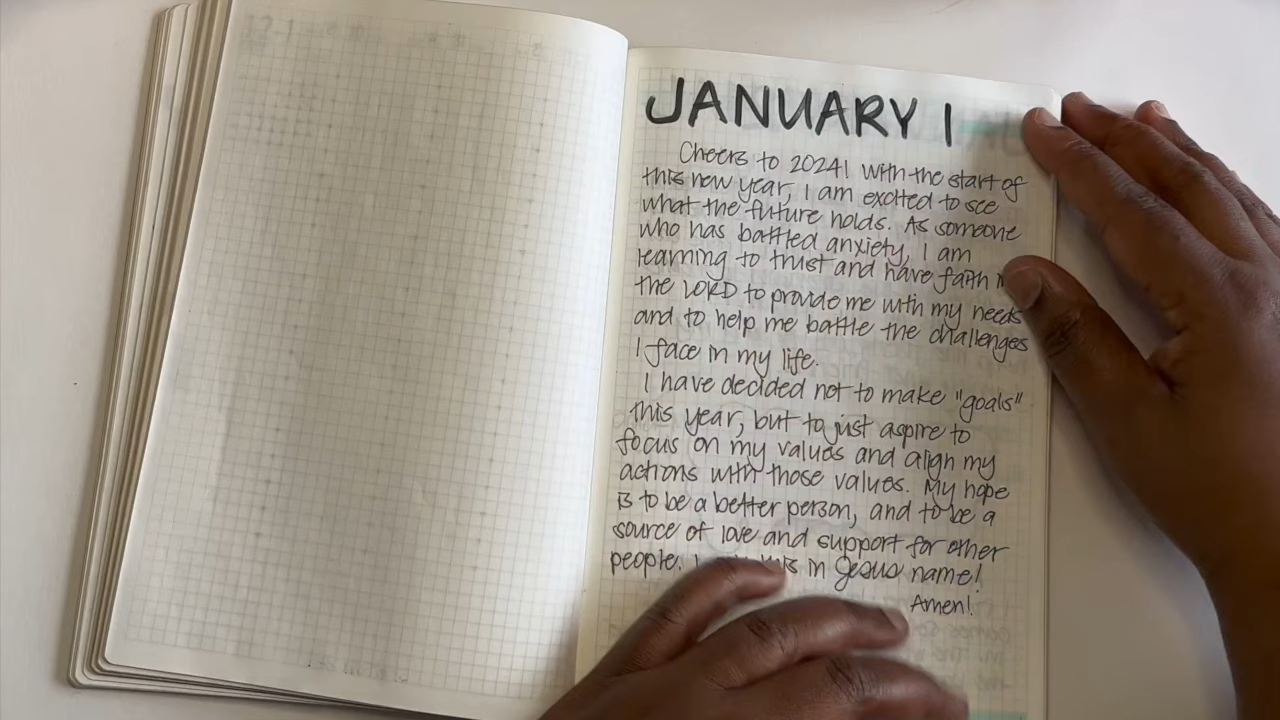 JANUARY 1
Cheers to 2024! With the start of
this new year, I am excited to see
what the future holds. As someone
who has battled anxiety, I am
learning to trust and have faith
the LORD to provide me with my needs
and to help me battle the challenges
I face in my life.
I have decided not to make "goals"
this year, but to just aspire to
focus on my values and align my
actions with those values. My hope
is to be a better person, and to be a
source of love and support for other
people. I this in Jesus name!
Amen!